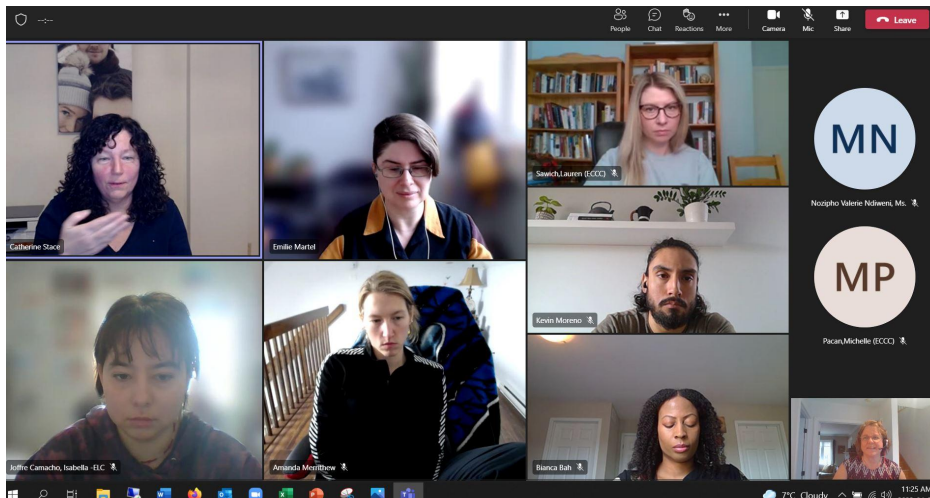 --:--
People
Chat
Reactions
More
Camera
Mic
Share
Leave
Catherine Stace
Emilie Martel
Sawich,Lauren (ECCC)
MN
Nozipho Valerie Ndiweni, Ms.
Kevin Moreno
MP
Pacan,Michelle (ECCC)
Joffre Camacho, Isabella -ELC
Amanda Merrithew
Bianca Bah
7°C Cloudy
11:25 AM